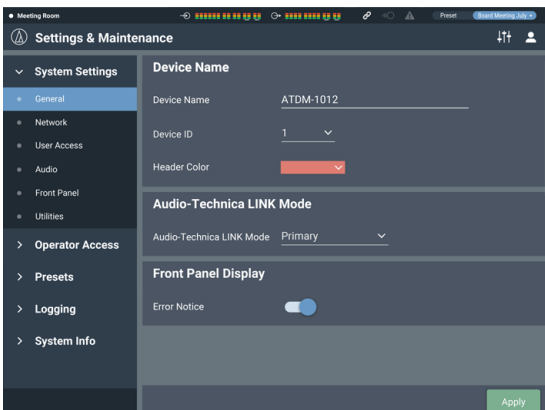 Meeting Room
Preset
Board Meeting July
Settings & Maintenance
System Settings
General
Network
User Access
Audio
Front Panel
Utilities
Operator Access
Presets
Logging
System Info
Device Name
Device Name ATDM-1012
Device ID 1
Header Color
Audio-Technica LINK Mode
Audio-Technica LINK Mode Primary
Front Panel Display
Error Notice
Apply